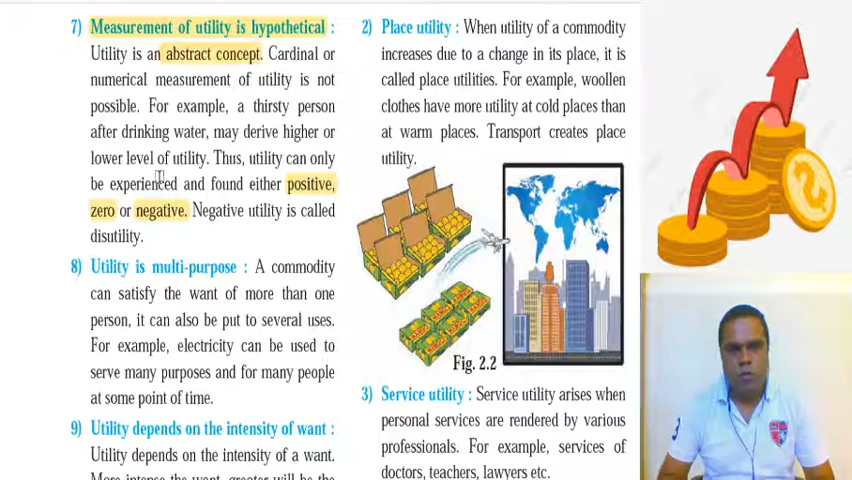 7) Measurement of utility is hypothetical :
Utility is an abstract concept. Cardinal or
numerical measurement of utility is not
possible. For example, a thirsty person
after drinking water, may derive higher or
lower level of utility. Thus, utility can only
be experienced and found either positive,
zero or negative. Negative utility is called
disutility.
8) Utility is multi-purpose : A commodity
can satisfy the want of more than one
person, it can also be put to several uses.
For example, electricity can be used to
serve many purposes and for many people
at some point of time.
9) Utility depends on the intensity of want :
Utility depends on the intensity of a want.
More intense the want, greater will be the
2) Place utility : When utility of a commodity
increases due to a change in its place, it is
called place utilities. For example, woollen
clothes have more utility at cold places than
at warm places. Transport creates place
utility.
Fig. 2.2
3) Service utility : Service utility arises when
personal services are rendered by various
professionals. For example, services of
doctors, teachers, lawyers etc.
2